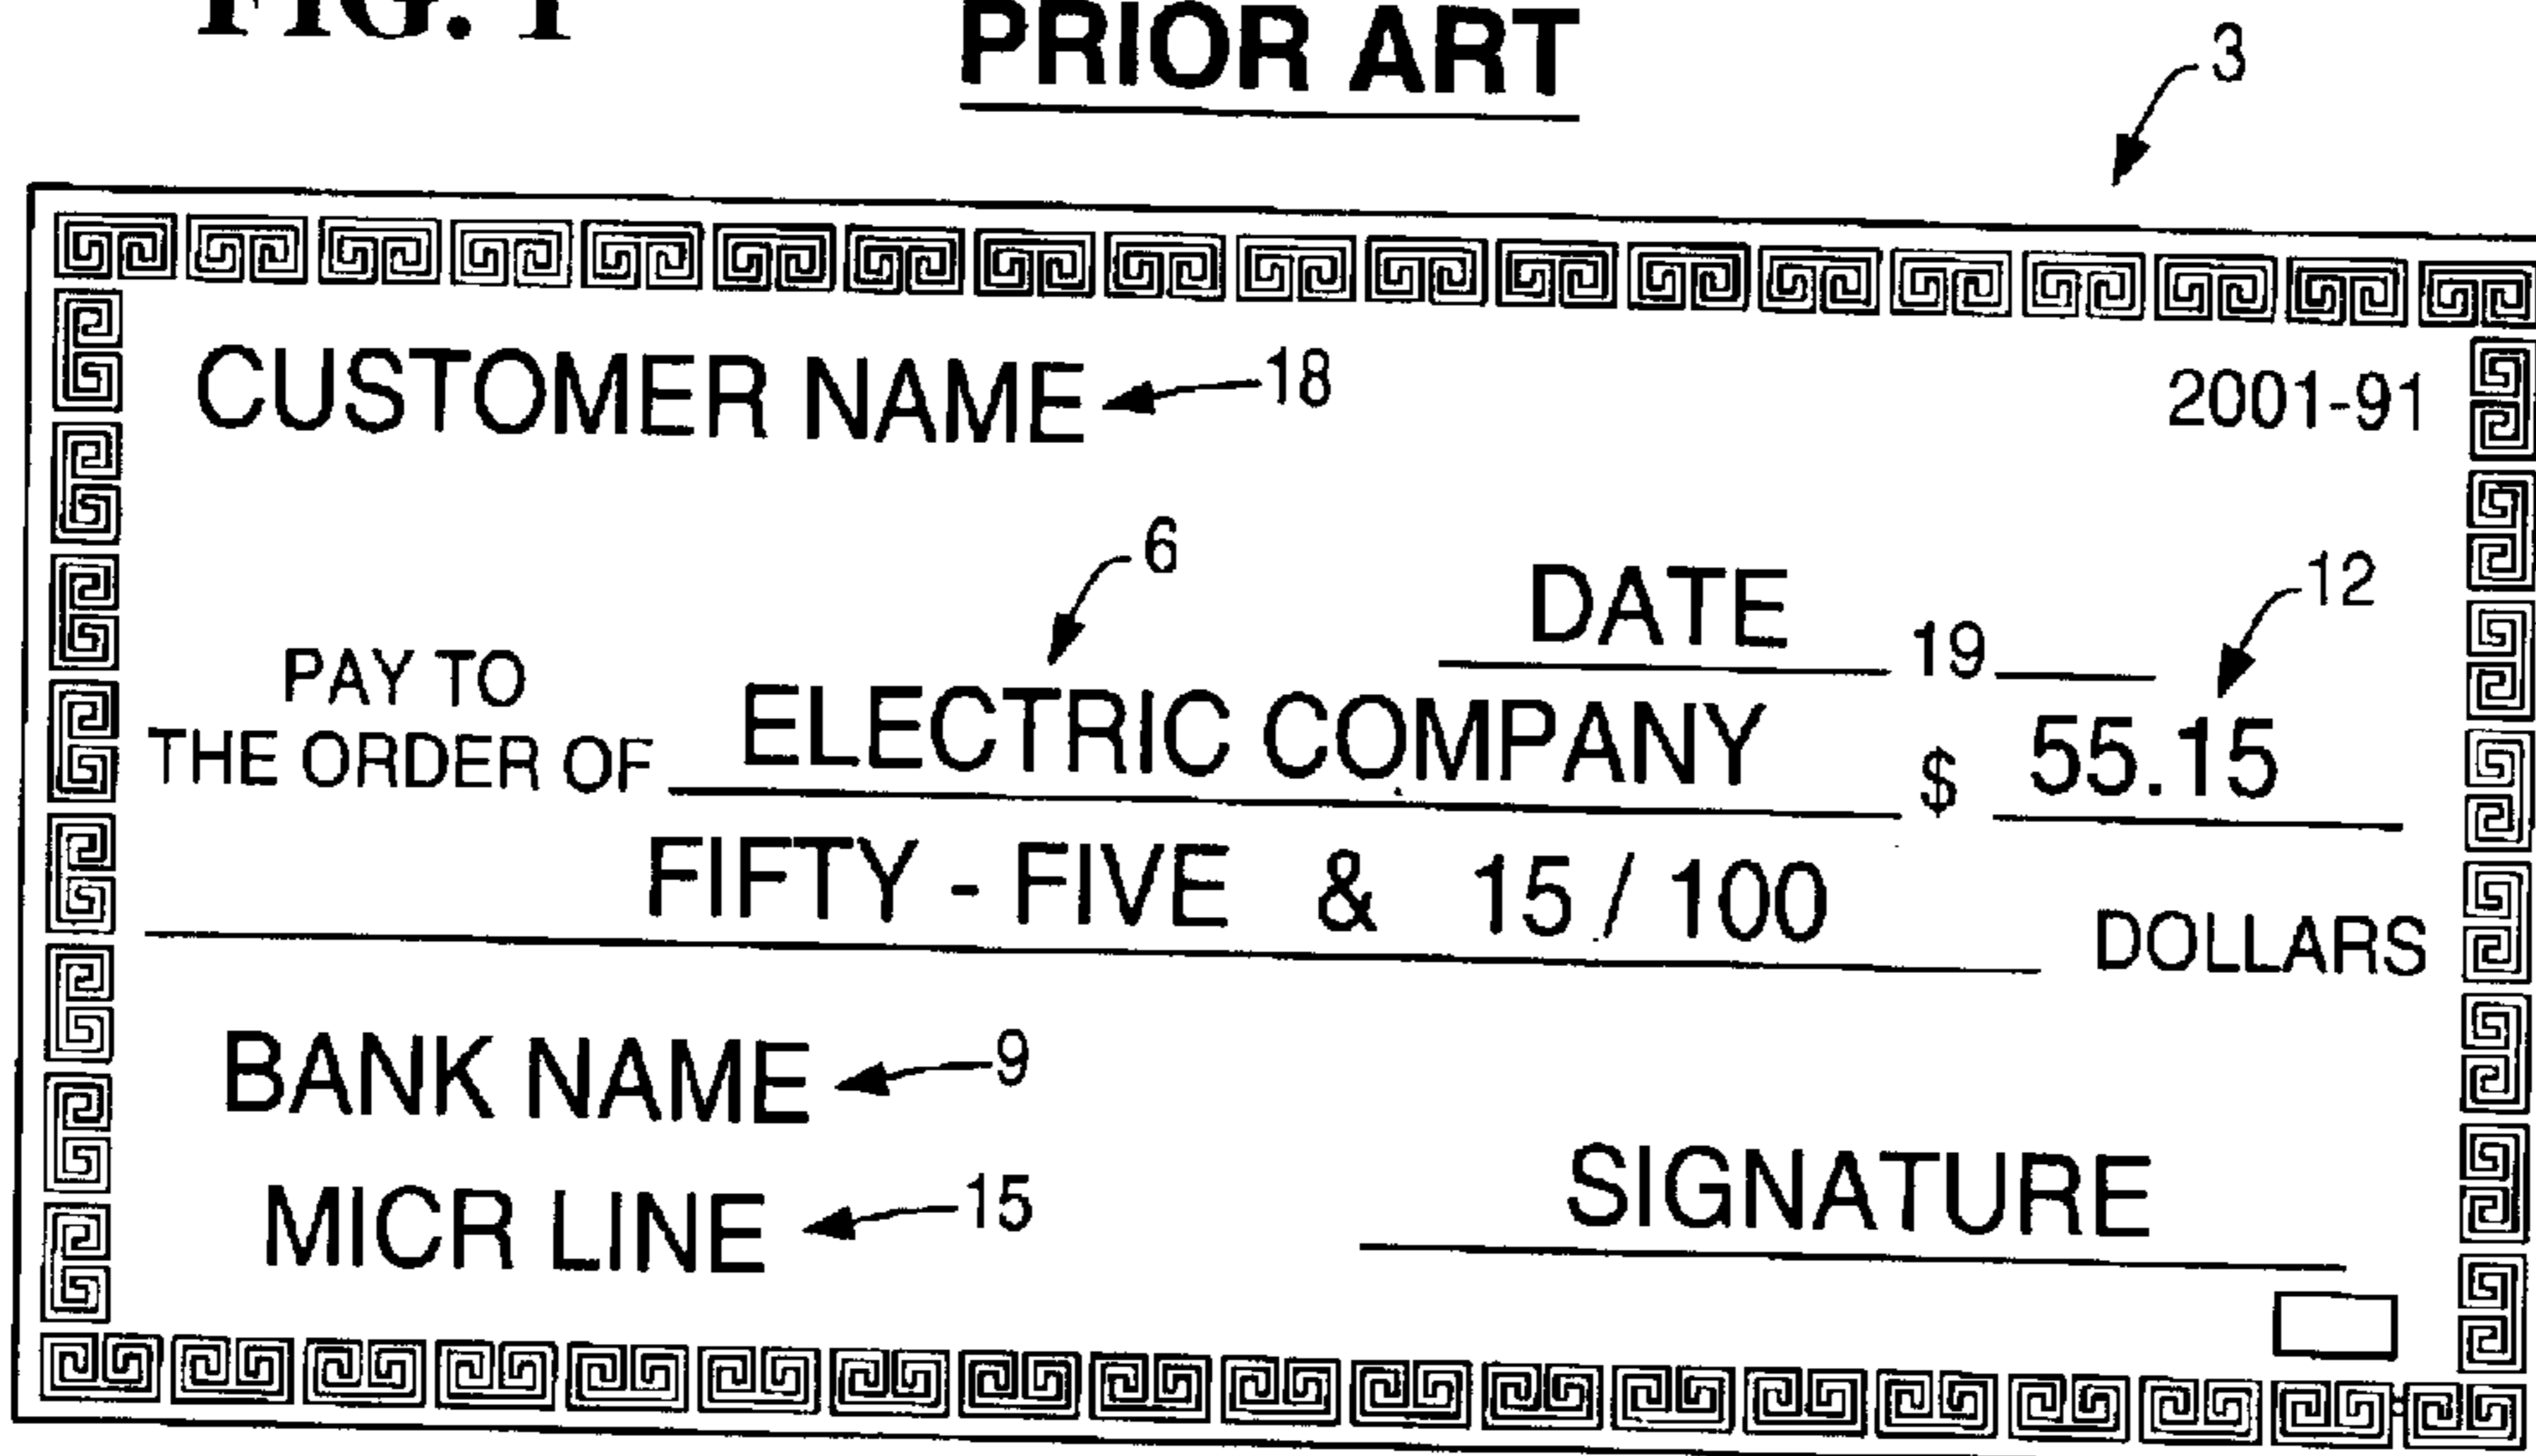 FIG. 1
PRIOR ART
3
CUSTOMER NAME 18
2001-91
6
DATE 19
12
PAY TO
THE ORDER OF ELECTRIC COMPANY $ 55.15
FIFTY - FIVE & 15 / 100 DOLLARS
BANK NAME 9
MICR LINE 15
SIGNATURE